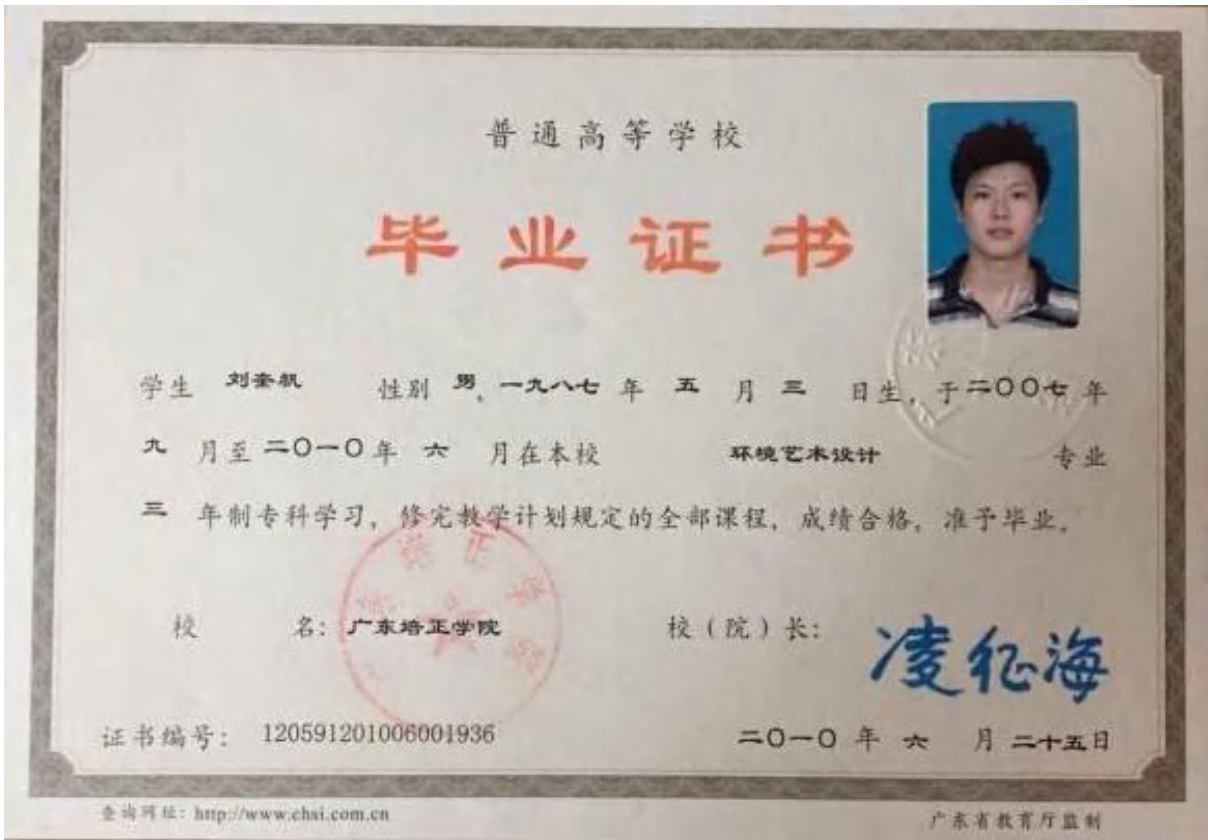 普通高等学校
毕业证书
学生 刘奎帆 性别 男,一九八七 年 五 月 三 日生,于二〇〇七年
九 月至二〇一〇年 六 月在本校 环境艺术设计 专业
三 年制专科学习,修完教学计划规定的全部课程,成绩合格,准予毕业。
校 名:广东培正学院
校(院)长:凌征海
证书编号:120591201006001936
二〇一〇 年 六 月 二十五日
查询网址:http://www.chsi.com.cn
广东省教育厅监制